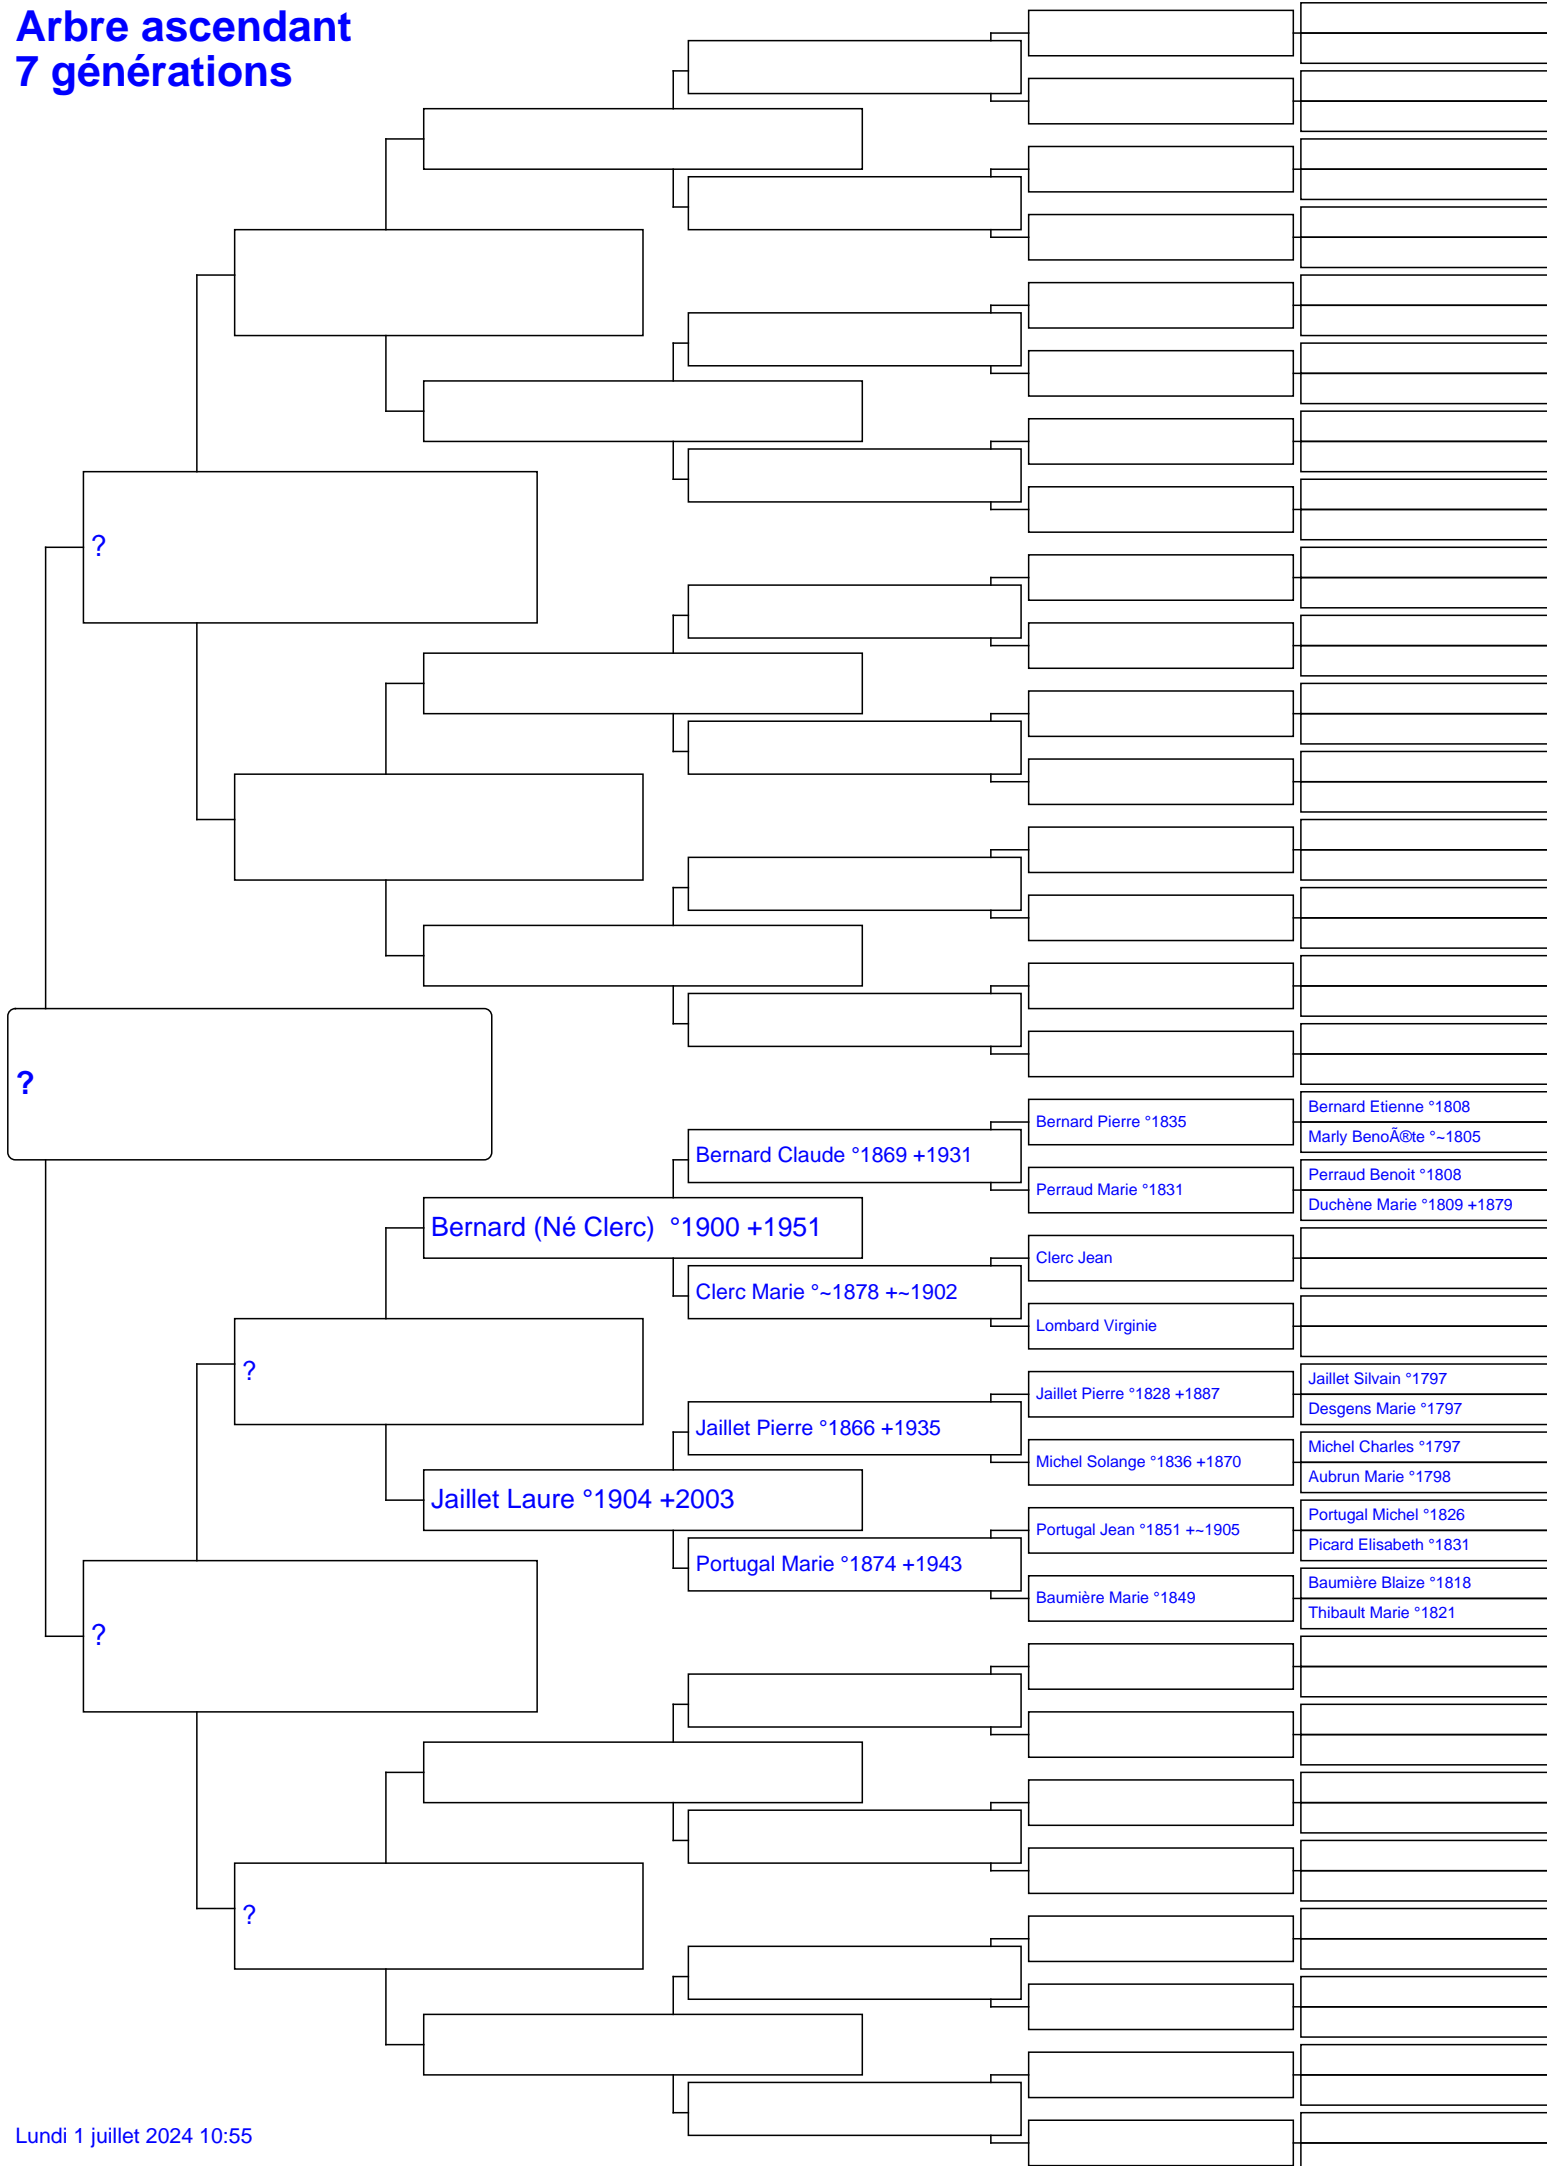 Arbre ascendant
7 générations
?
?
Bernard Pierre °1835
Bernard Etienne °1808
Marly BenoÃ®te °~1805
Bernard Claude °1869 +1931
Perraud Marie °1831
Perraud Benoit °1808
Duchène Marie °1809 +1879
Bernard (Né Clerc)  °1900 +1951
Clerc Jean
Clerc Marie °~1878 +~1902
Lombard Virginie
?
Jaillet Pierre °1828 +1887
Jaillet Silvain °1797
Desgens Marie °1797
Jaillet Pierre °1866 +1935
Michel Solange °1836 +1870
Michel Charles °1797
Aubrun Marie °1798
Jaillet Laure °1904 +2003
Portugal Jean °1851 +~1905
Portugal Michel °1826
Picard Elisabeth °1831
Portugal Marie °1874 +1943
Baumière Marie °1849
Baumière Blaize °1818
Thibault Marie °1821
?
?
Lundi 1 juillet 2024 10:55